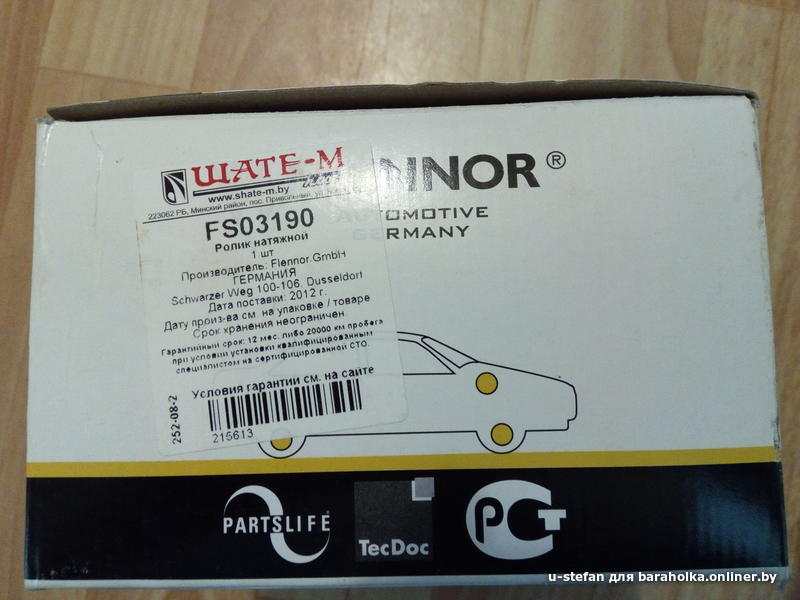 ШАТЕ-М
www.shate-m.by
223062 РБ, Минский район, пос. Привольный, ул.
FS03190
Ролик натяжной
1 шт
Производитель: Flennor.GmbH
ГЕРМАНИЯ
Schwarzer Weg 100-106, Dusseldorf
Дата поставки: 2012 г.
Дату произ-ва см. на упаковке / товаре
Срок хранения неограничен
Гарантийный срок: 12 мес. либо 20000 км пробега
при условии установки квалифицированным
специалистом на сертифицированной СТО.
Условия гарантии см. на сайте
252-08-2
215613
NNOR®
AUTOMOTIVE
GERMANY
PARTSLIFE®
TecDoc
РСТ
u-stefan для baraholka.onliner.by